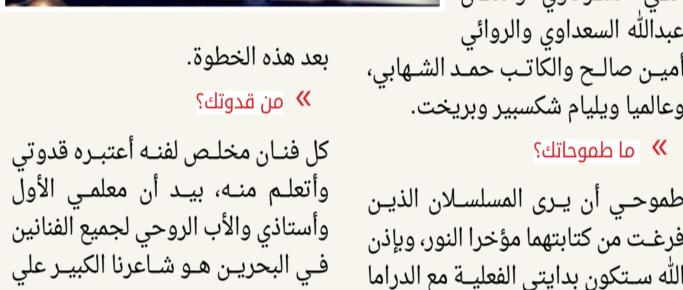 عبدالله السعداوي والروائي
أمين صالح والكاتب حمد الشهابي،
وعالميا ويليام شكسبير وبريخت.
» ما طموحاتك؟
طموحي أن يرى المسلسلان الذين
فرغت من كتابتهما مؤخرا النور، وبإذن
الله ستكون بدايتي الفعلية مع الدراما
بعد هذه الخطوة.
» من قدوتك؟
كل فنان مخلص لفنه أعتبره قدوتي
وأتعلم منه، بيد أن معلمي الأول
وأستاذي والأب الروحي لجميع الفنانين
في البحرين هو شاعرنا الكبير علي